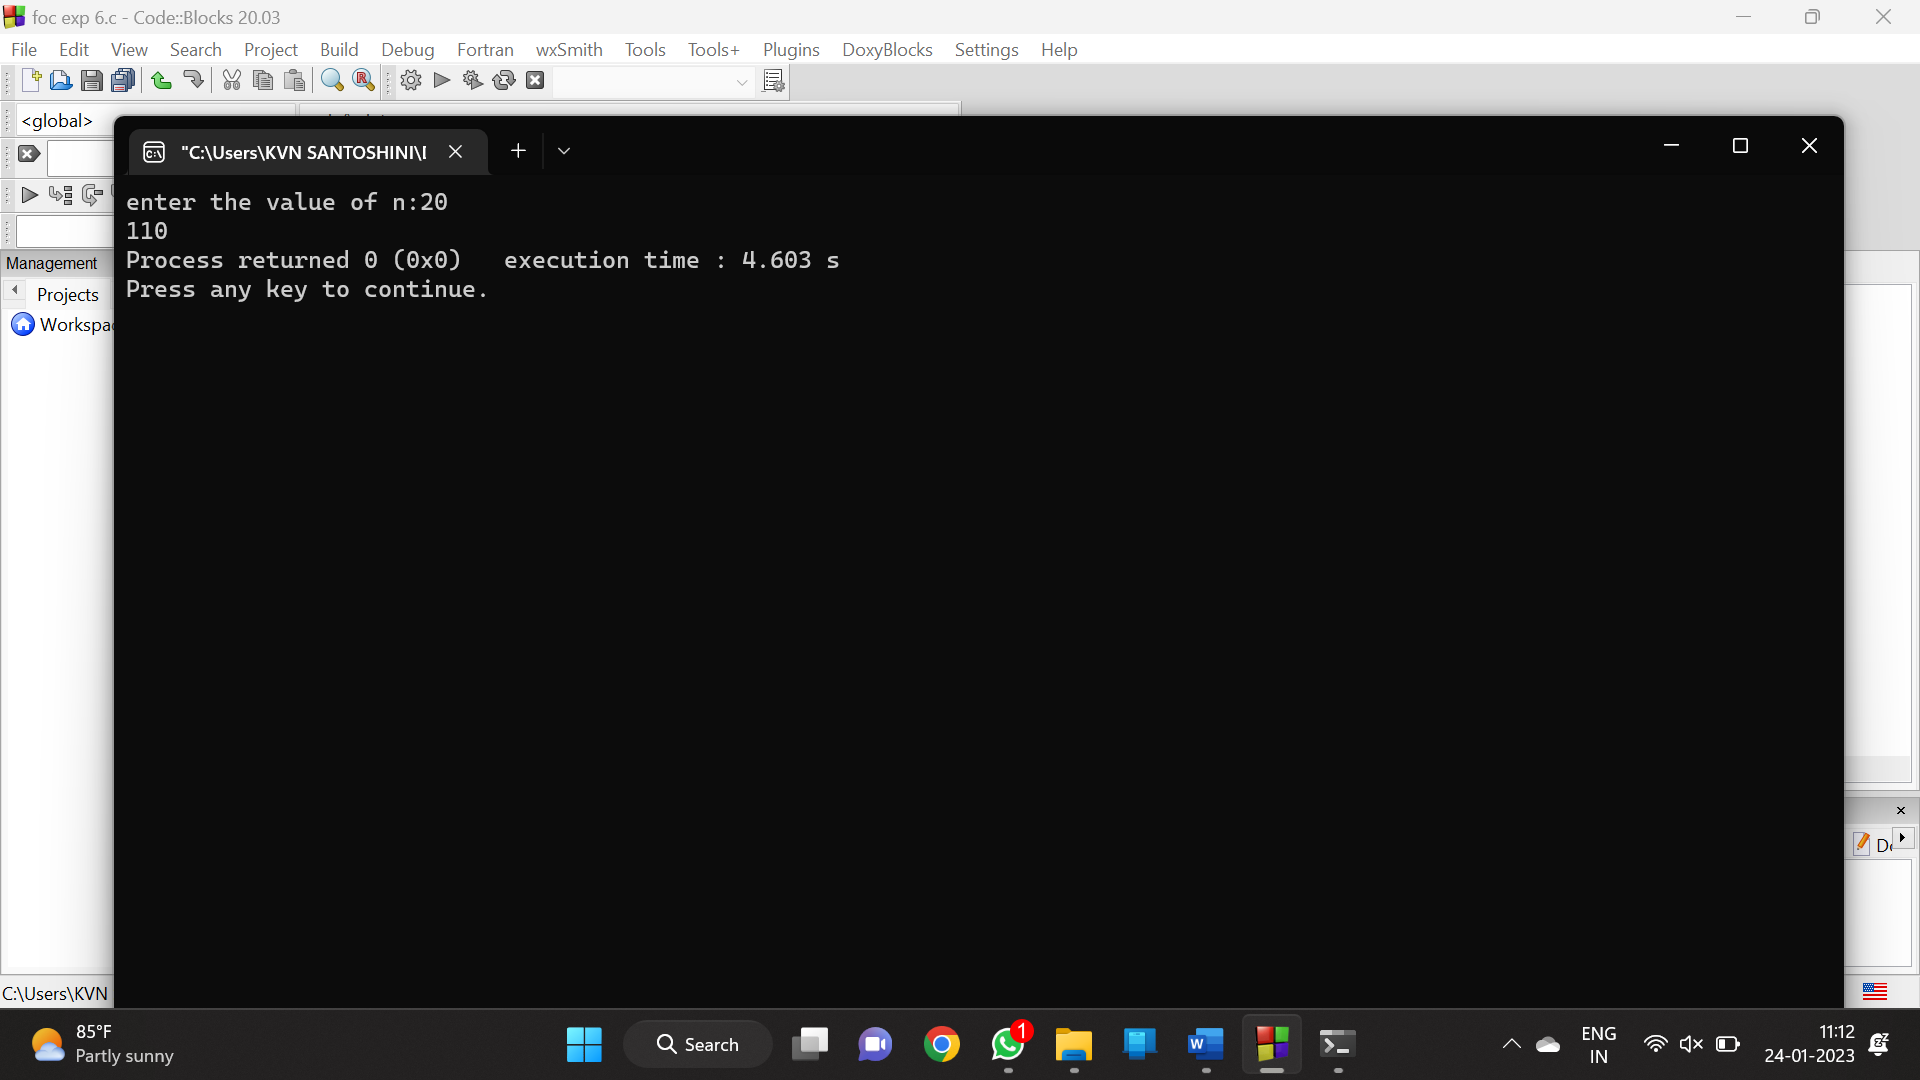 foc exp 6.c - Code::Blocks 20.03
File Edit View Search Project Build Debug Fortran wxSmith Tools Tools+ Plugins DoxyBlocks Settings Help
<global>
"C:\Users\KVN SANTOSHINI\
enter the value of n:20
110
Process returned 0 (0x0)   execution time : 4.603 s
Press any key to continue.
Management
Projects
Workspa
C:\Users\KVN
85°F
Partly sunny
Search
1
ENG
IN
11:12
24-01-2023